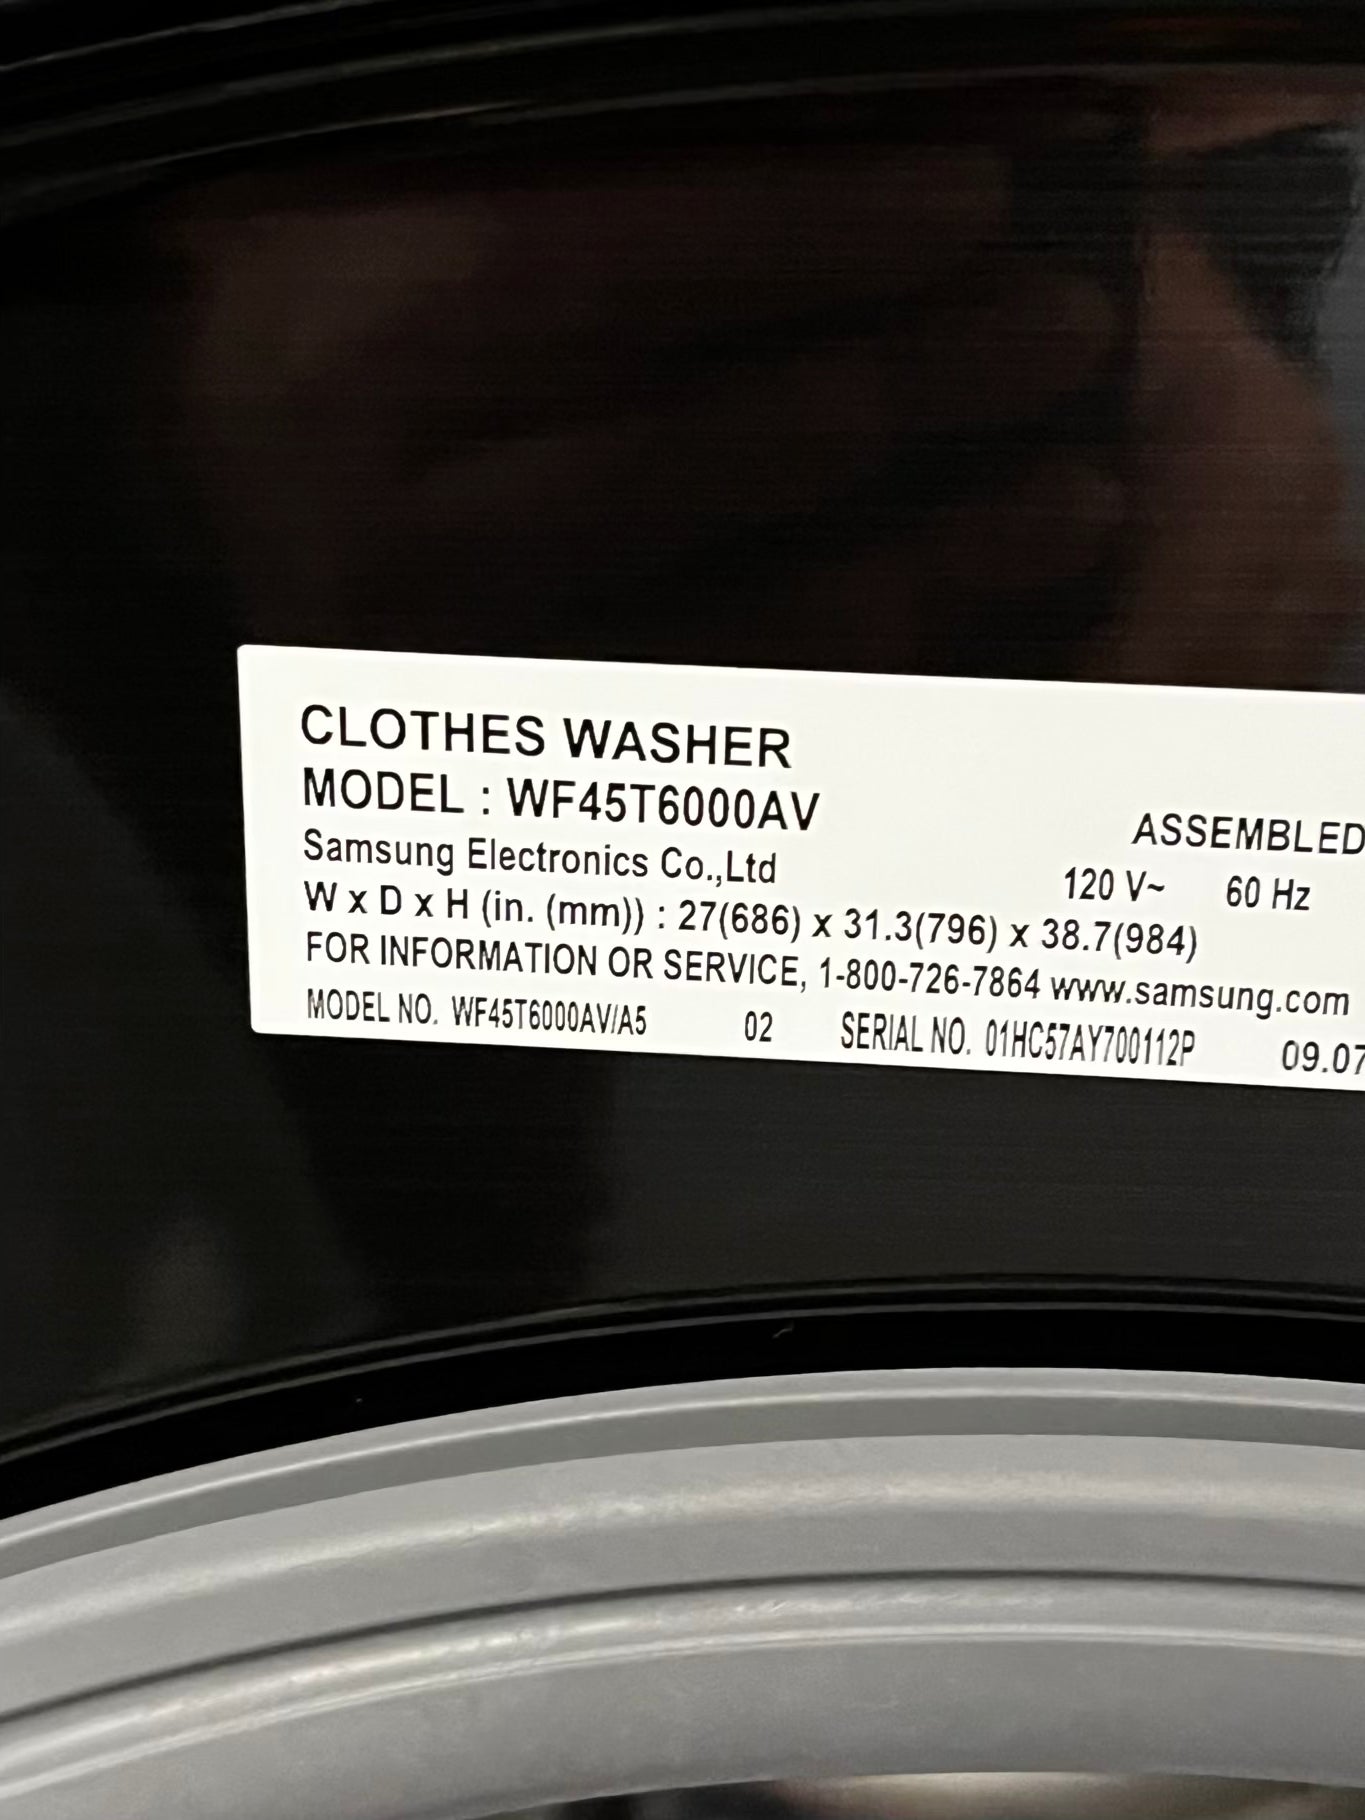 CLOTHES WASHER
MODEL : WF45T6000AV
ASSEMBLED
Samsung Electronics Co.,Ltd
120 V~ 60 Hz
W x D x H (in. (mm)) : 27(686) x 31.3(796) x 38.7(984)
FOR INFORMATION OR SERVICE, 1-800-726-7864 www.samsung.com
MODEL NO. WF45T6000AV/A5 02 SERIAL NO. 01HC57AY700112P 09.07